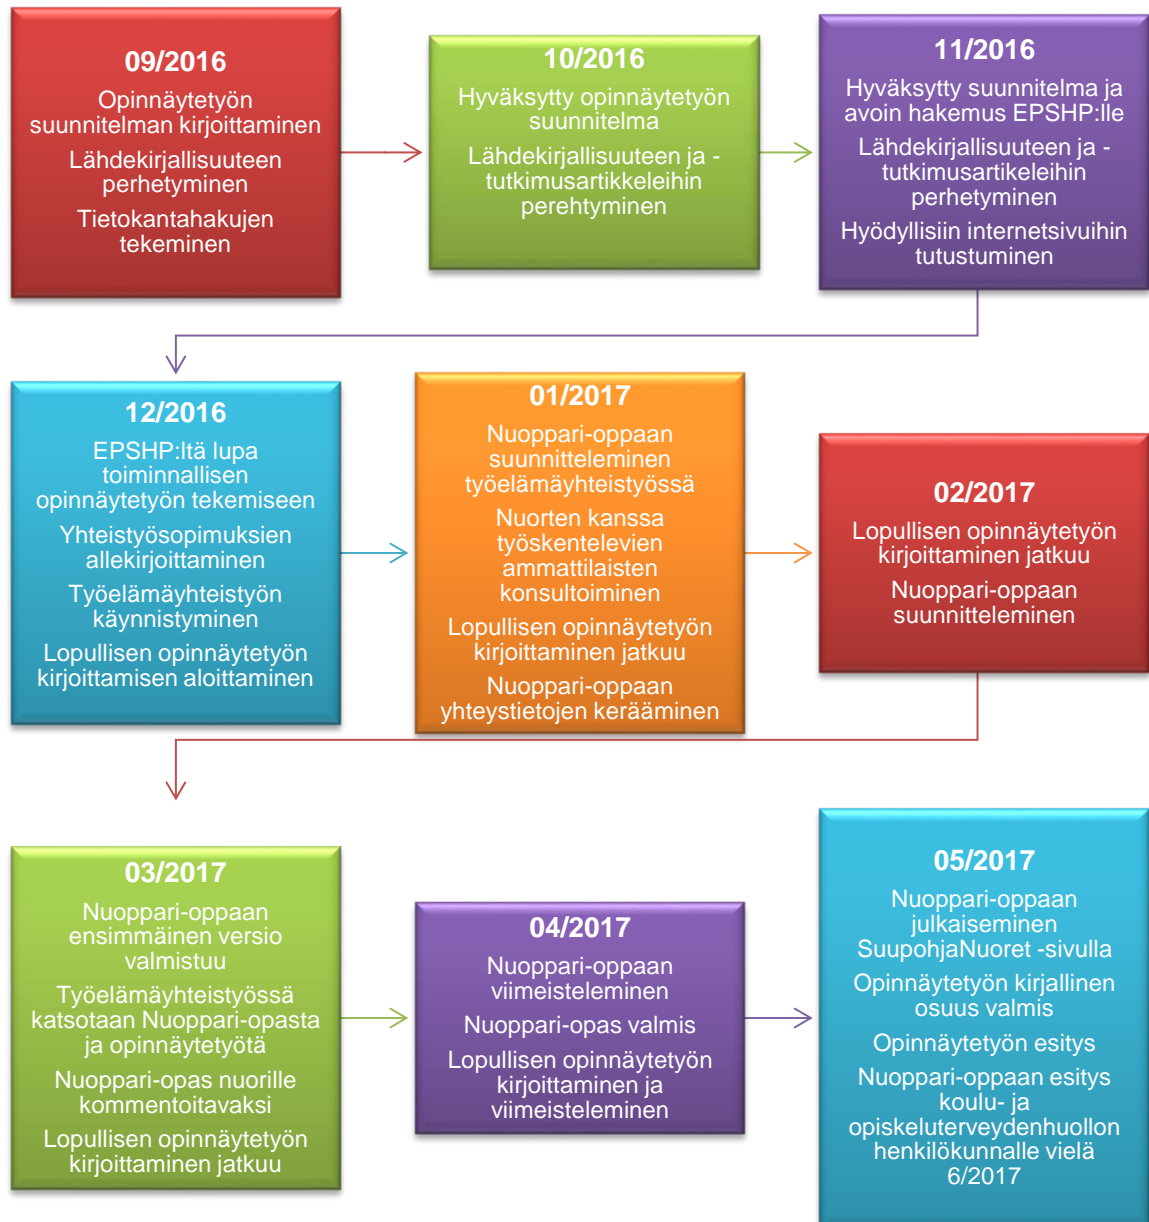 09/2016
Opinnäytetyön
suunnitelman kirjoittaminen
Lähdekirjallisuuteen
perhetyminen
Tietokantahakujen
tekeminen
10/2016
Hyväksytty opinnäytetyön
suunnitelma
Lähdekirjallisuuteen ja -
tutkimusartikkeleihin
perehtyminen
11/2016
Hyväksytty suunnitelma ja
avoin hakemus EPSHP:lle
Lähdekirjallisuuteen ja -
tutkimusartikeleihin
perhetyminen
Hyödyllisiin internetsivuihin
tutustuminen
12/2016
EPSHP:ltä lupa
toiminnallisen
opinnäytetyön tekemiseen
Yhteistyösopimuksien
allekirjoittaminen
Työelämäyhteistyön
käynnistyminen
Lopullisen opinnäytetyön
kirjoittamisen aloittaminen
01/2017
Nuoppari-oppaan
suunnitteleminen
työelämäyhteistyössä
Nuorten kanssa
työskentelevien
ammattilaisten
konsultoiminen
Lopullisen opinnäytetyön
kirjoittaminen jatkuu
Nuoppari-oppaan
yhteystietojen kerääminen
02/2017
Lopullisen opinnäytetyön
kirjoittaminen jatkuu
Nuoppari-oppaan
suunnitteleminen
03/2017
Nuoppari-oppaan
ensimmäinen versio
valmistuu
Työelämäyhteistyössä
katsotaan Nuoppari-opasta
ja opinnäytetyötä
Nuoppari-opas nuorille
kommentoitavaksi
Lopullisen opinnäytetyön
kirjoittaminen jatkuu
04/2017
Nuoppari-oppaan
viimeisteleminen
Nuoppari-opas valmis
Lopullisen opinnäytetyön
kirjoittaminen ja
viimeisteleminen
05/2017
Nuoppari-oppaan
julkaiseminen
SuupohjaNuoret -sivulla
Opinnäytetyön kirjallinen
osuus valmis
Opinnäytetyön esitys
Nuoppari-oppaan esitys
koulu- ja
opiskeluterveydenhuollon
henkilökunnalle vielä
6/2017